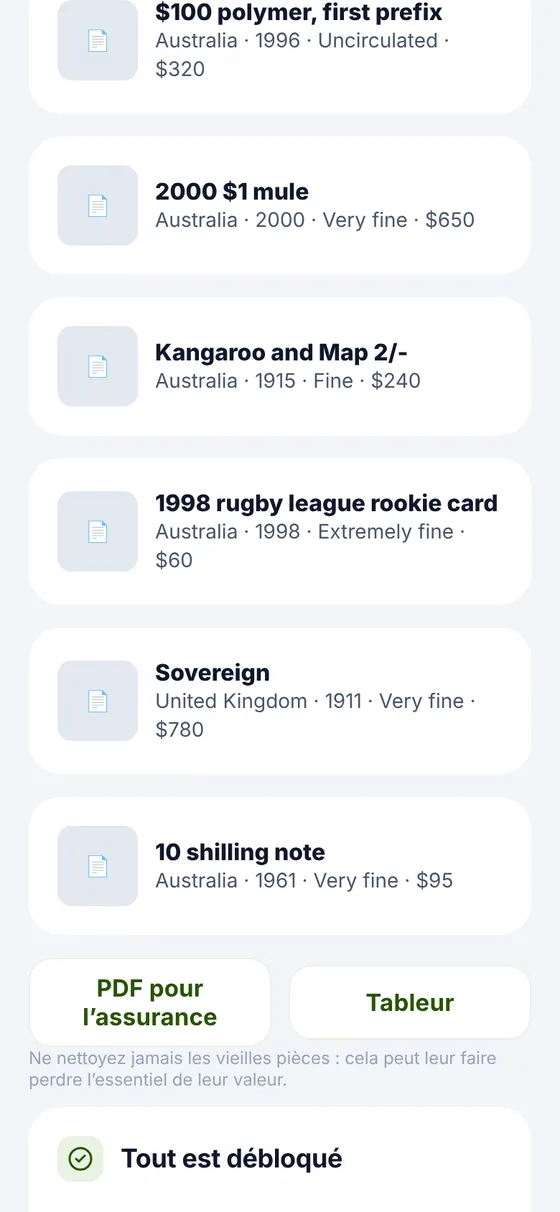 $100 polymer, first prefix
Australia · 1996 · Uncirculated ·
$320
2000 $1 mule
Australia · 2000 · Very fine · $650
Kangaroo and Map 2/-
Australia · 1915 · Fine · $240
1998 rugby league rookie card
Australia · 1998 · Extremely fine ·
$60
Sovereign
United Kingdom · 1911 · Very fine ·
$780
10 shilling note
Australia · 1961 · Very fine · $95
PDF pour
l’assurance
Tableur
Ne nettoyez jamais les vieilles pièces : cela peut leur faire
perdre l’essentiel de leur valeur.
Tout est débloqué